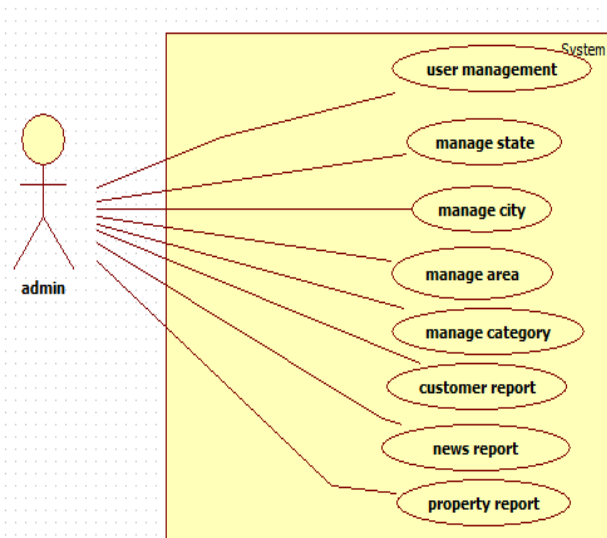 System
user management
manage state
manage city
manage area
admin
manage category
customer report
news report
property report